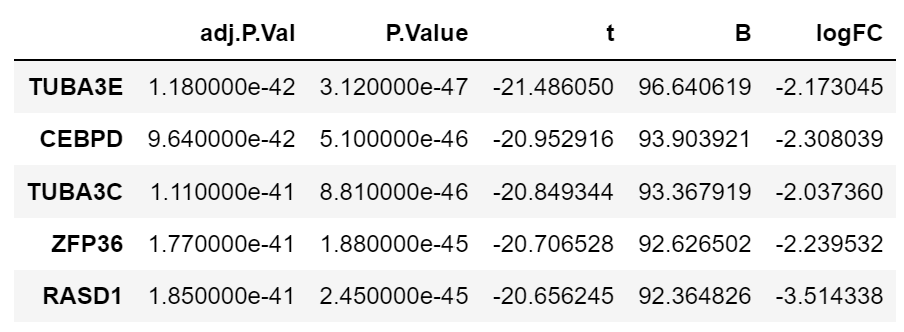 adj.P.Val P.Value t B logFC
TUBA3E 1.180000e-42 3.120000e-47 -21.486050 96.640619 -2.173045
CEBPD 9.640000e-42 5.100000e-46 -20.952916 93.903921 -2.308039
TUBA3C 1.110000e-41 8.810000e-46 -20.849344 93.367919 -2.037360
ZFP36 1.770000e-41 1.880000e-45 -20.706528 92.626502 -2.239532
RASD1 1.850000e-41 2.450000e-45 -20.656245 92.364826 -3.514338